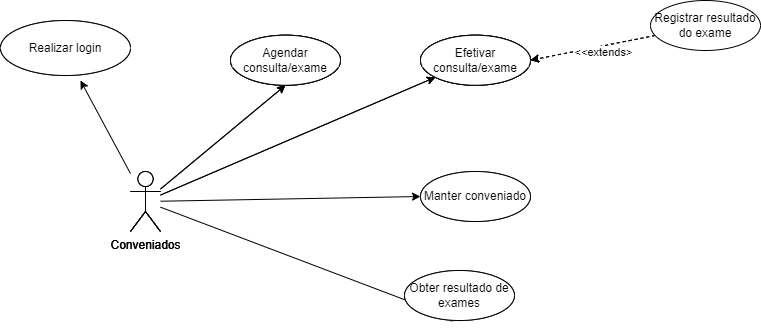 Realizar login
Agendar
consulta/exame
Efetivar
consulta/exame
Registrar resultado
do exame
<<extends>
Manter conveniado
Conveniados
Obter resultado de
exames